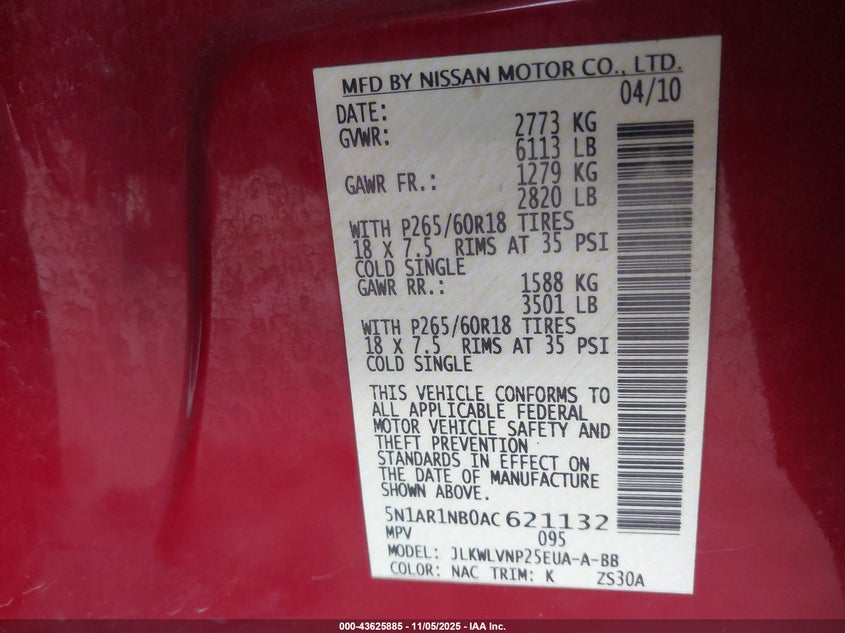 MFD BY NISSAN MOTOR CO., LTD.
DATE: 04/10
GVWR: 2773 KG
6113 LB
GAWR FR.: 1279 KG
2820 LB
WITH P265/60R18 TIRES
18 X 7.5 RIMS AT 35 PSI
COLD SINGLE
GAWR RR.: 1588 KG
3501 LB
WITH P265/60R18 TIRES
18 X 7.5 RIMS AT 35 PSI
COLD SINGLE
THIS VEHICLE CONFORMS TO
ALL APPLICABLE FEDERAL
MOTOR VEHICLE SAFETY AND
THEFT PREVENTION
STANDARDS IN EFFECT ON
THE DATE OF MANUFACTURE
SHOWN ABOVE.
5N1AR1NB0AC 621132
MPV 095
MODEL: JLKWLVNP25EUA-A-BB
COLOR: NAC TRIM: K ZS30A
000-43625885 - 11/05/2025 - IAA Inc.